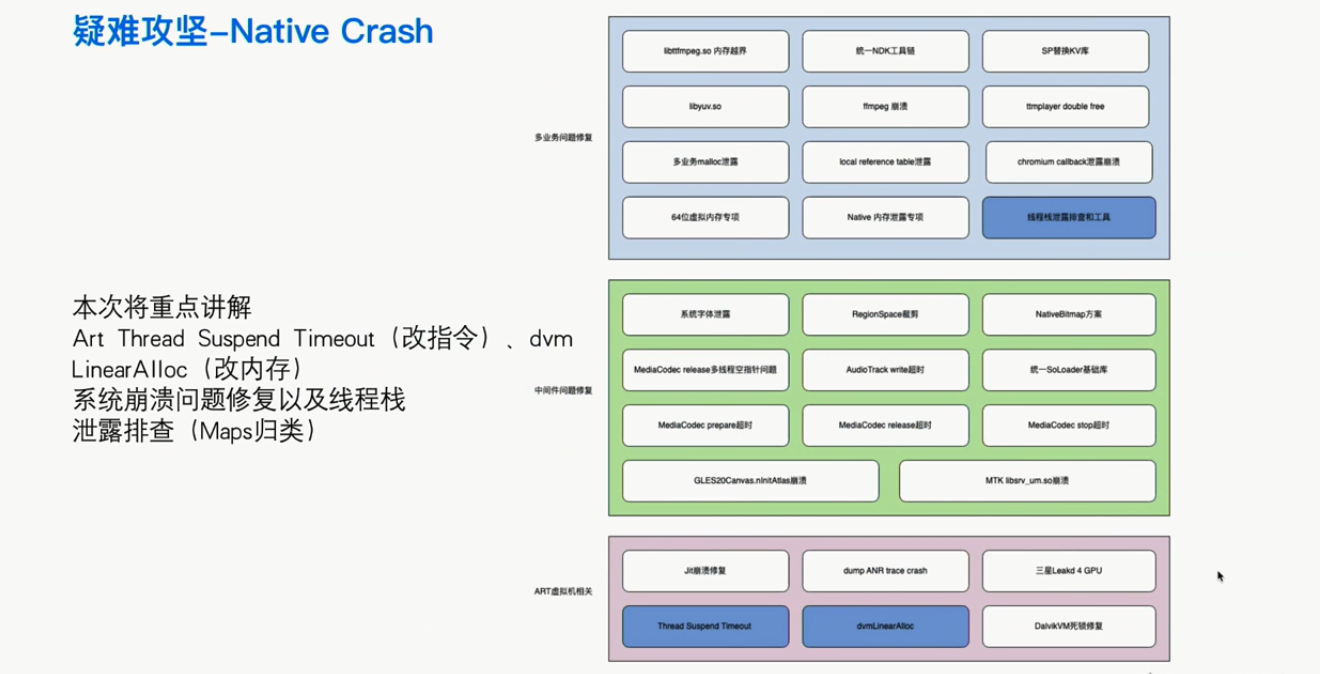 疑难攻坚-Native Crash
本次将重点讲解
Art Thread Suspend Timeout（改指令）、dvm
LinearAlloc（改内存）
系统崩溃问题修复以及线程栈
泄露排查（Maps归类）
多业务问题修复
libttfmpeg.so 内存越界
统一NDK工具链
SP替换KV库
libyuv.so
ffmpeg 崩溃
ttmplayer double free
多业务malloc泄露
local reference table泄露
chromium callback泄露崩溃
64位虚拟内存专项
Native 内存泄露专项
线程栈泄露排查和工具
中间件问题修复
系统字体泄露
RegionSpace裁剪
NativeBitmap方案
MediaCodec release多线程空指针问题
AudioTrack write超时
统一SoLoader基础库
MediaCodec prepare超时
MediaCodec release超时
MediaCodec stop超时
GLES20Canvas.nInitAtlas崩溃
MTK libsrv_um.so崩溃
ART虚拟机相关
Jit崩溃修复
dump ANR trace crash
三星Leakd 4 GPU
Thread Suspend Timeout
dvmLinearAlloc
DalvikVM死锁修复